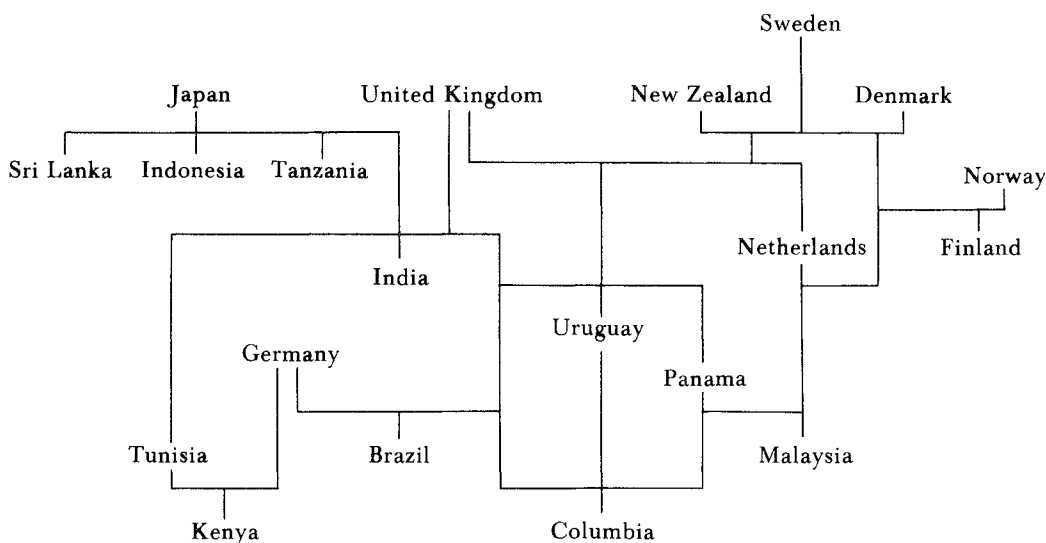 Sweden
Japan United Kingdom New Zealand Denmark
Sri Lanka Indonesia Tanzania
Norway
Netherlands Finland
India
Uruguay
Germany
Panama
Tunisia Brazil Malaysia
Kenya Columbia